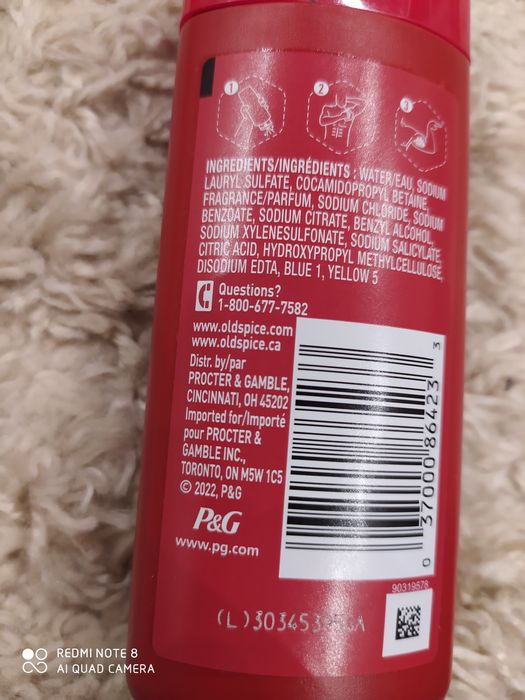 1 2 3
INGREDIENTS/INGRÉDIENTS : WATER/EAU, SODIUM
LAURYL SULFATE, COCAMIDOPROPYL BETAINE,
FRAGRANCE/PARFUM, SODIUM CHLORIDE, SODIUM
BENZOATE, SODIUM CITRATE, BENZYL ALCOHOL,
SODIUM XYLENESULFONATE, SODIUM SALICYLATE,
CITRIC ACID, HYDROXYPROPYL METHYLCELLULOSE,
DISODIUM EDTA, BLUE 1, YELLOW 5
Questions?
1-800-677-7582
www.oldspice.com
www.oldspice.ca
Distr. by/par
PROCTER & GAMBLE,
CINCINNATI, OH 45202
Imported for/Importé
pour PROCTER &
GAMBLE INC.,
TORONTO, ON M5W 1C5
© 2022, P&G
P&G
www.pg.com
0 37000 86423 3
90319578
REDMI NOTE 8
AI QUAD CAMERA